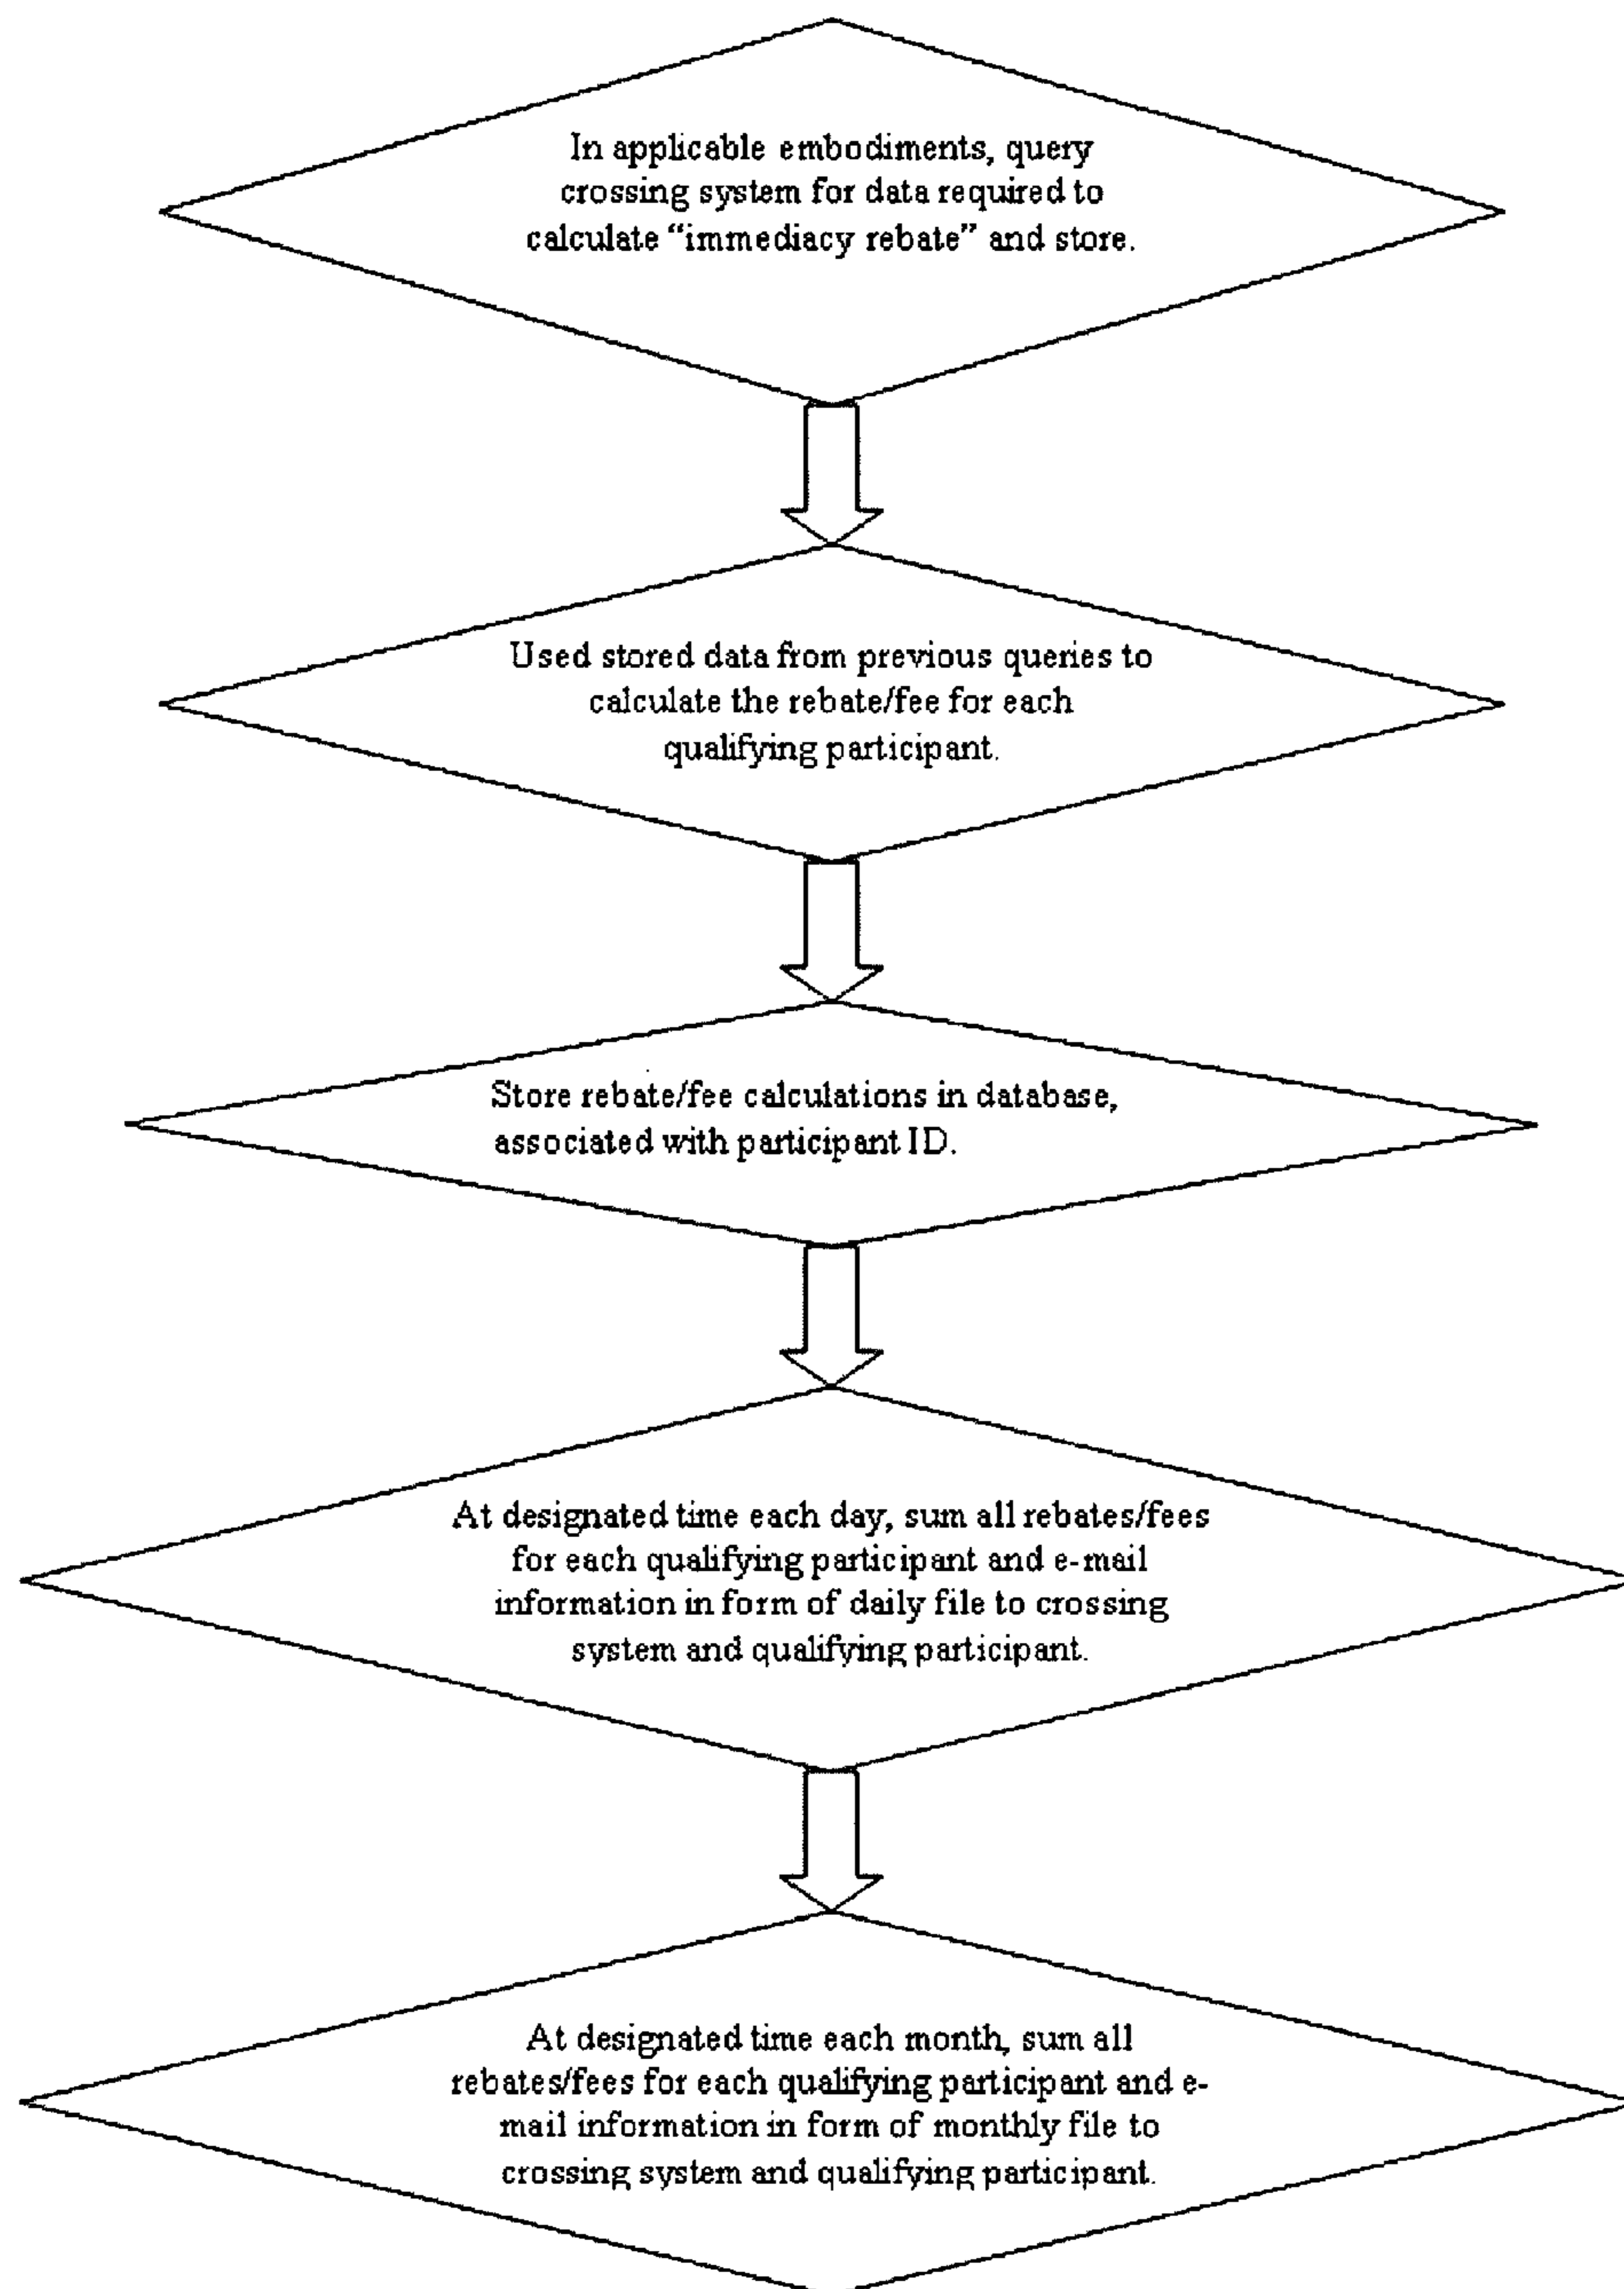 In applicable embodiments, query
crossing system for data required to
calculate “immediacy rebate” and store.
Used stored data from previous queries to
calculate the rebate/fee for each
qualifying participant.
Store rebate/fee calculations in database,
associated with participant ID.
At designated time each day, sum all rebates/fees
for each qualifying participant and e-mail
information in form of daily file to crossing
system and qualifying participant.
At designated time each month, sum all
rebates/fees for each qualifying participant and e-
mail information in form of monthly file to
crossing system and qualifying participant.